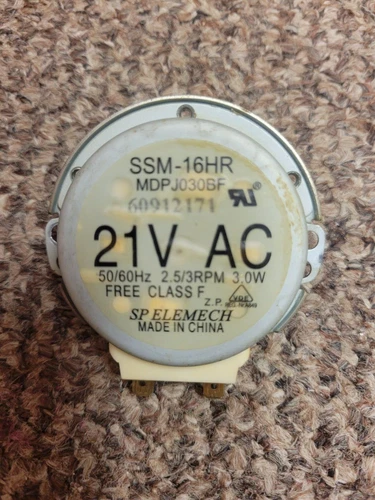 SSM-16HR
MDPJ030BF
60912171
21V AC
50/60Hz 2.5/3RPM 3.0W
FREE CLASS F
Z.P.
VDE
SP ELEMECH
MADE IN CHINA